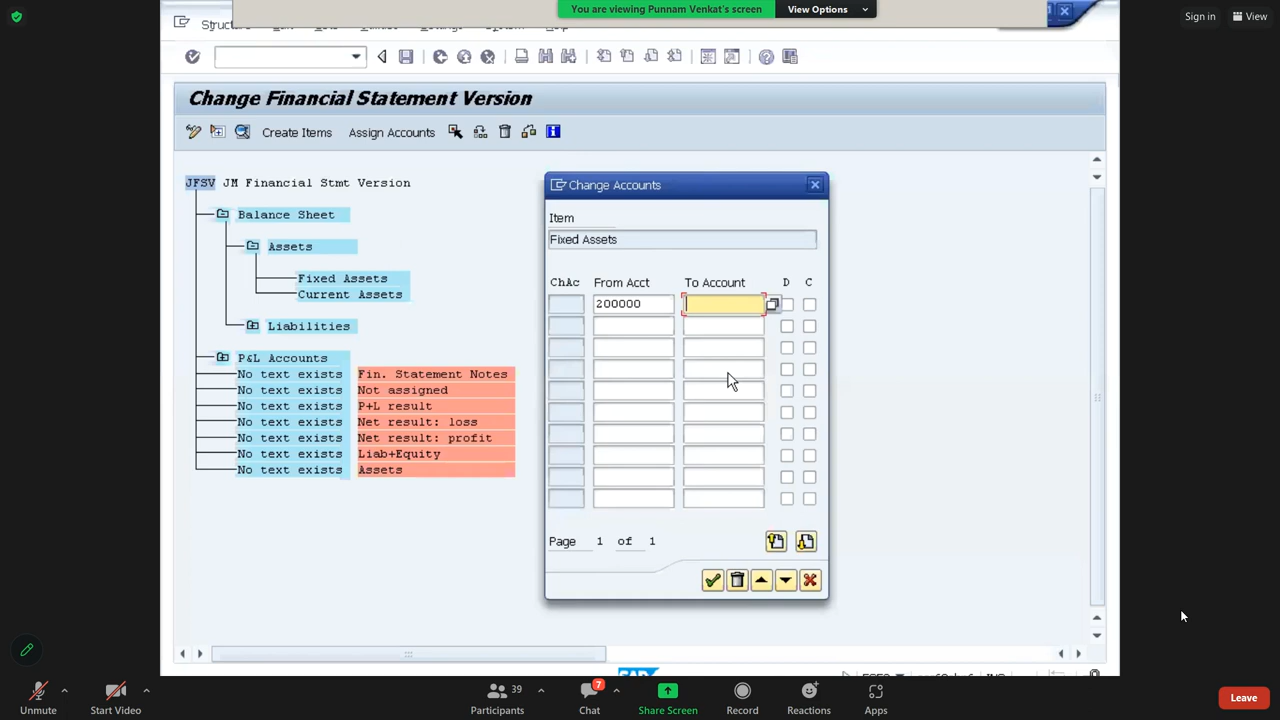 You are viewing Punnam Venkat's screen
View Options
Sign in
View
Structure
Change Financial Statement Version
Create Items
Assign Accounts
JFSV JM Financial Stmt Version
Balance Sheet
Assets
Fixed Assets
Current Assets
Liabilities
P&L Accounts
No text exists Fin. Statement Notes
No text exists Not assigned
No text exists P+L result
No text exists Net result: loss
No text exists Net result: profit
No text exists Liab+Equity
No text exists Assets
Change Accounts
Item
Fixed Assets
ChAc From Acct To Account D C
200000
Page 1 of 1
SAP
Unmute
Start Video
39
Participants
7
Chat
Share Screen
Record
Reactions
Apps
Leave